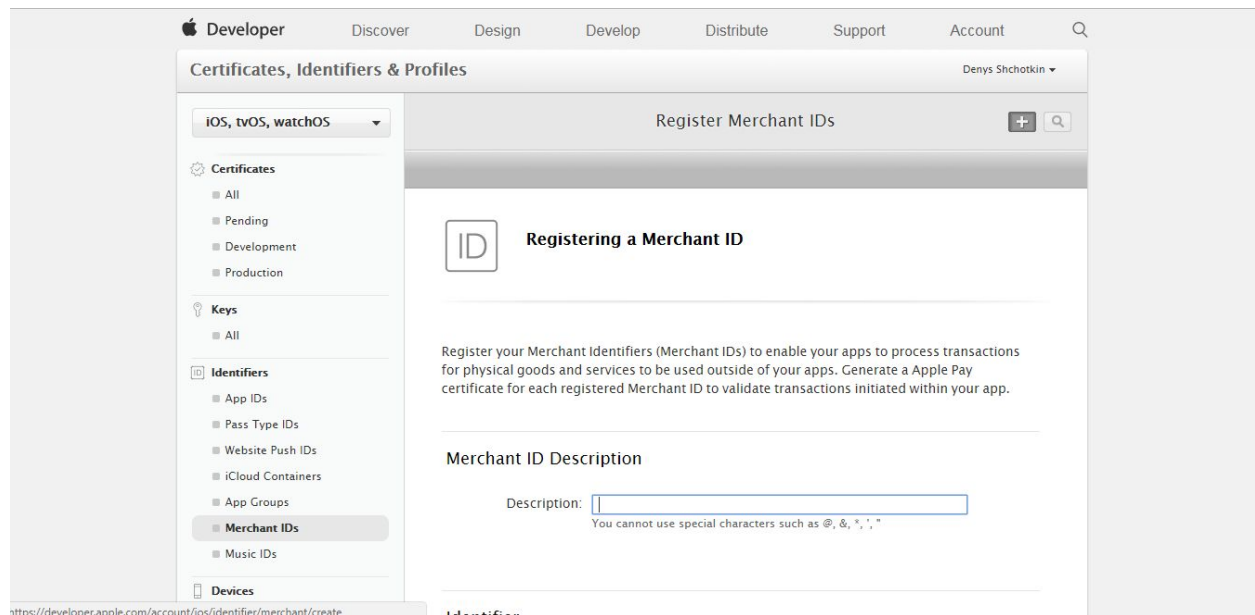 Developer
Discover
Design
Develop
Distribute
Support
Account
Certificates, Identifiers & Profiles
Denys Shchotkin
iOS, tvOS, watchOS
Register Merchant IDs
Certificates
All
Pending
Development
Production
Keys
All
Identifiers
App IDs
Pass Type IDs
Website Push IDs
iCloud Containers
App Groups
Merchant IDs
Music IDs
Devices
ID
Registering a Merchant ID
Register your Merchant Identifiers (Merchant IDs) to enable your apps to process transactions
for physical goods and services to be used outside of your apps. Generate a Apple Pay
certificate for each registered Merchant ID to validate transactions initiated within your app.
Merchant ID Description
Description:
You cannot use special characters such as @, &, *, ', "
Identifier
https://developer.apple.com/account/ios/identifier/merchant/create